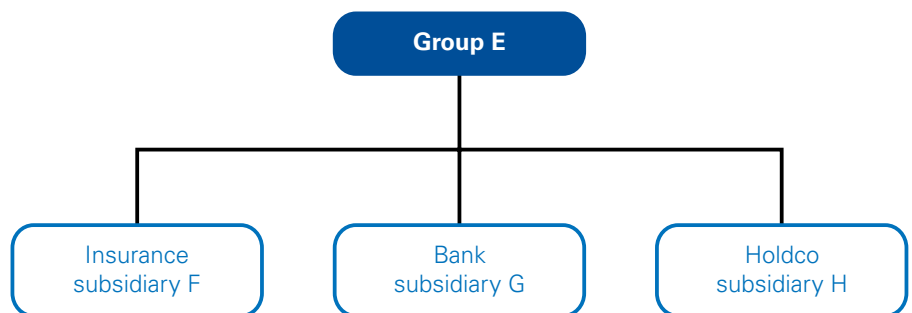 Group E
Insurance
subsidiary F
Bank
subsidiary G
Holdco
subsidiary H